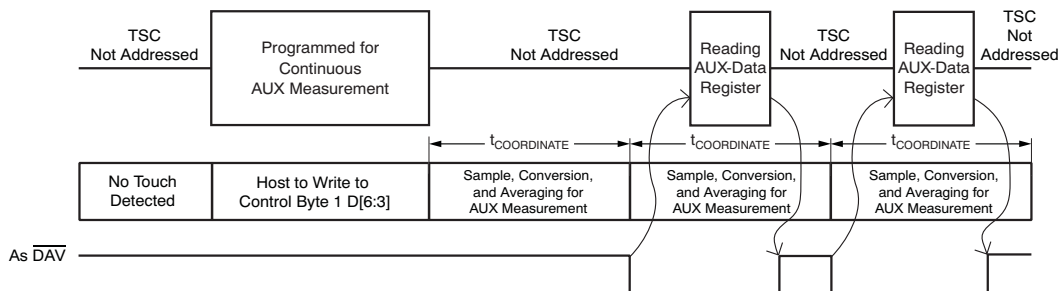 TSC
Not Addressed
Programmed for
Continuous
AUX Measurement
TSC
Not Addressed
Reading
AUX-Data
Register
TSC
Not Addressed
Reading
AUX-Data
Register
TSC
Not
Addressed
tCOORDINATE
tCOORDINATE
tCOORDINATE
No Touch
Detected
Host to Write to
Control Byte 1 D[6:3]
Sample, Conversion,
and Averaging for
AUX Measurement
Sample, Conversion,
and Averaging for
AUX Measurement
Sample, Conversion,
and Averaging for
AUX Measurement
As DAV